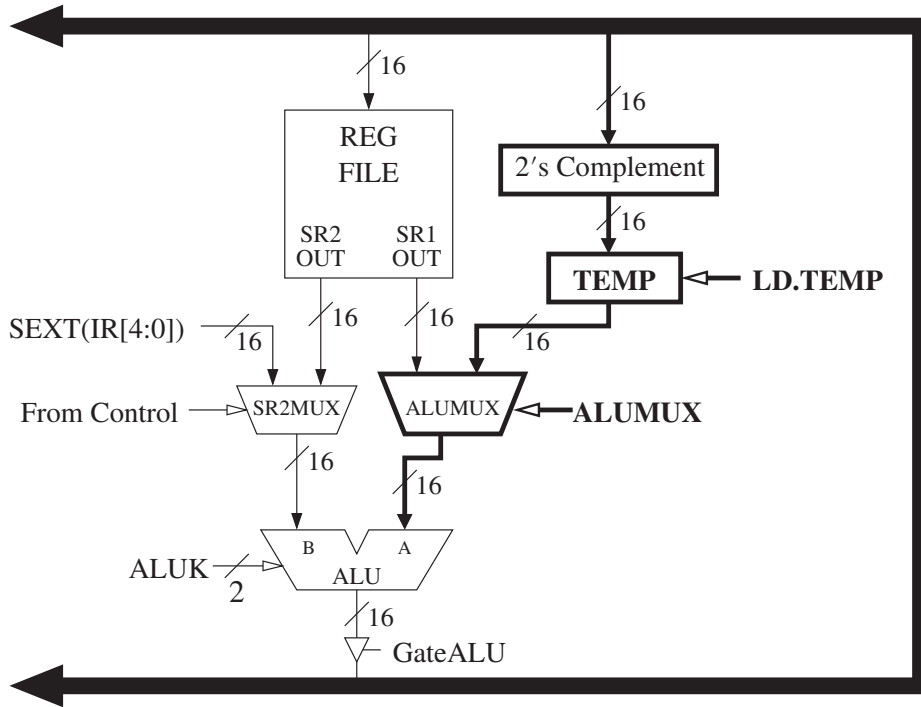 16
16
REG
FILE
2's Complement
16
SR2
OUT
SR1
OUT
TEMP
LD.TEMP
SEXT(IR[4:0])
16
16
16
16
From Control
SR2MUX
ALUMUX
ALUMUX
16
16
B
A
ALUK
2
ALU
16
GateALU